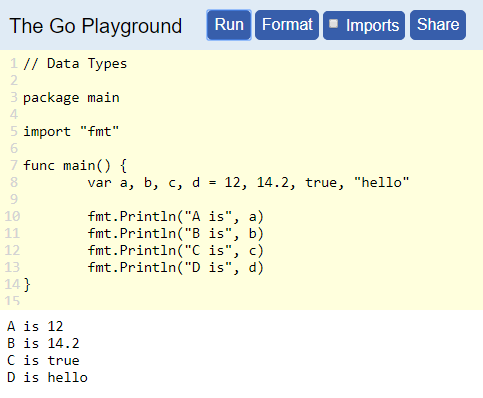 The Go Playground Run Format Imports Share
1 // Data Types
2
3 package main
4
5 import "fmt"
6
7 func main() {
8         var a, b, c, d = 12, 14.2, true, "hello"
9
10         fmt.Println("A is", a)
11         fmt.Println("B is", b)
12         fmt.Println("C is", c)
13         fmt.Println("D is", d)
14 }
15
A is 12
B is 14.2
C is true
D is hello